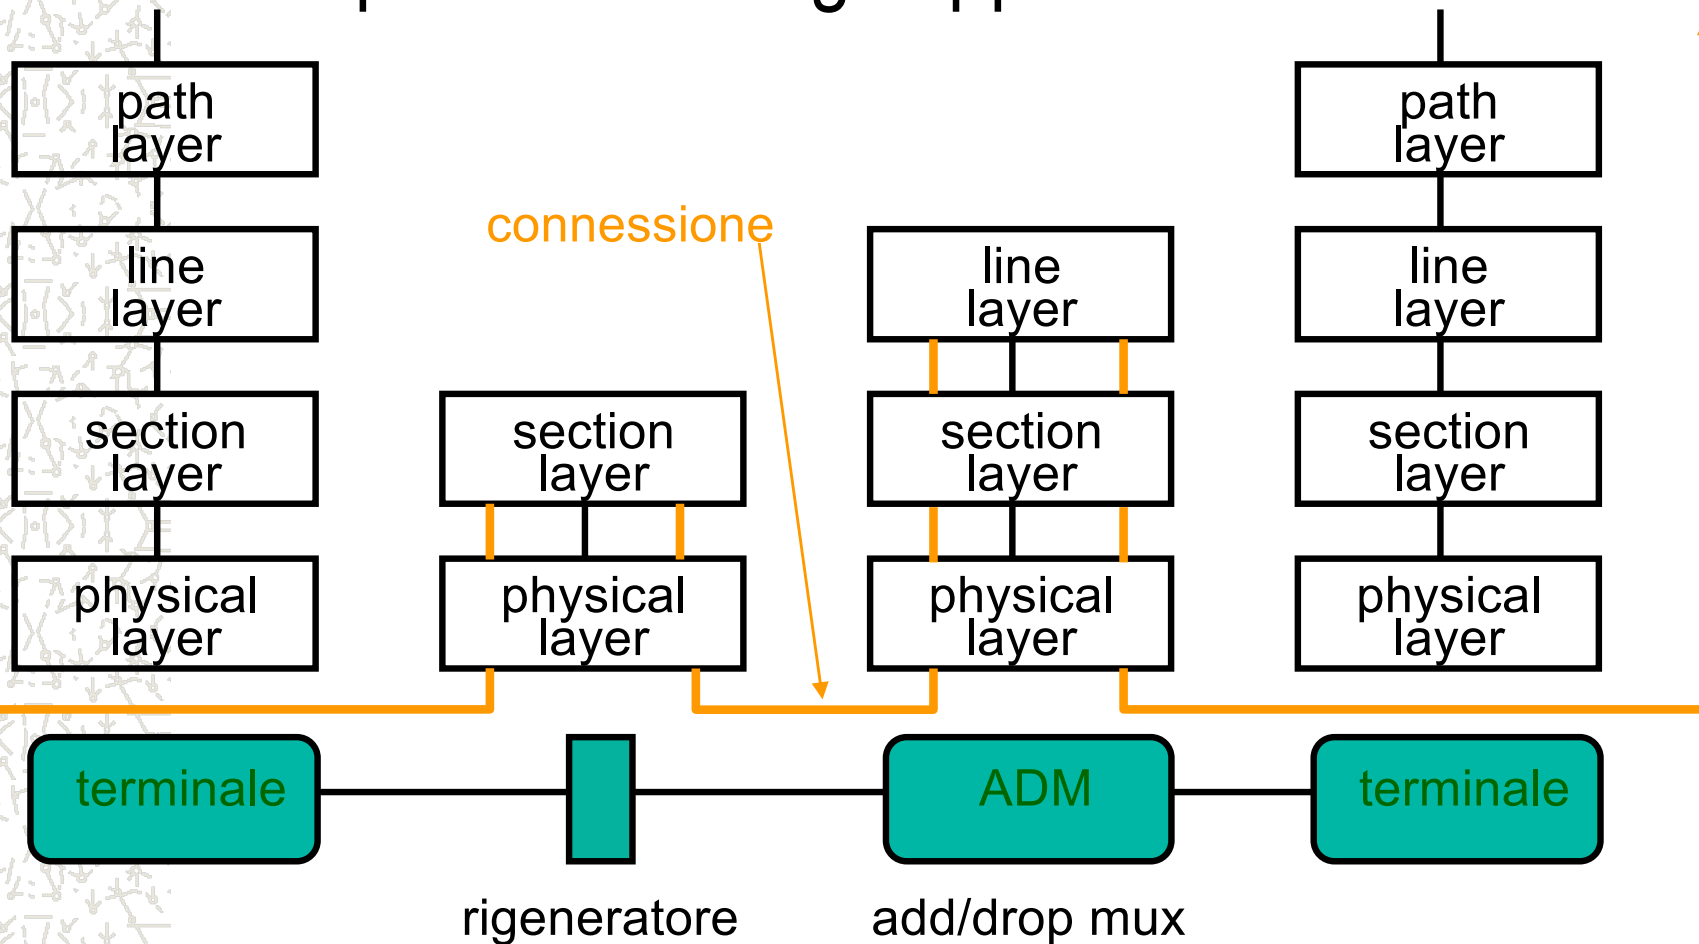 path
layer
path
layer
connessione
line
layer
line
layer
line
layer
section
layer
section
layer
section
layer
section
layer
physical
layer
physical
layer
physical
layer
physical
layer
terminale
ADM
terminale
rigeneratore
add/drop mux